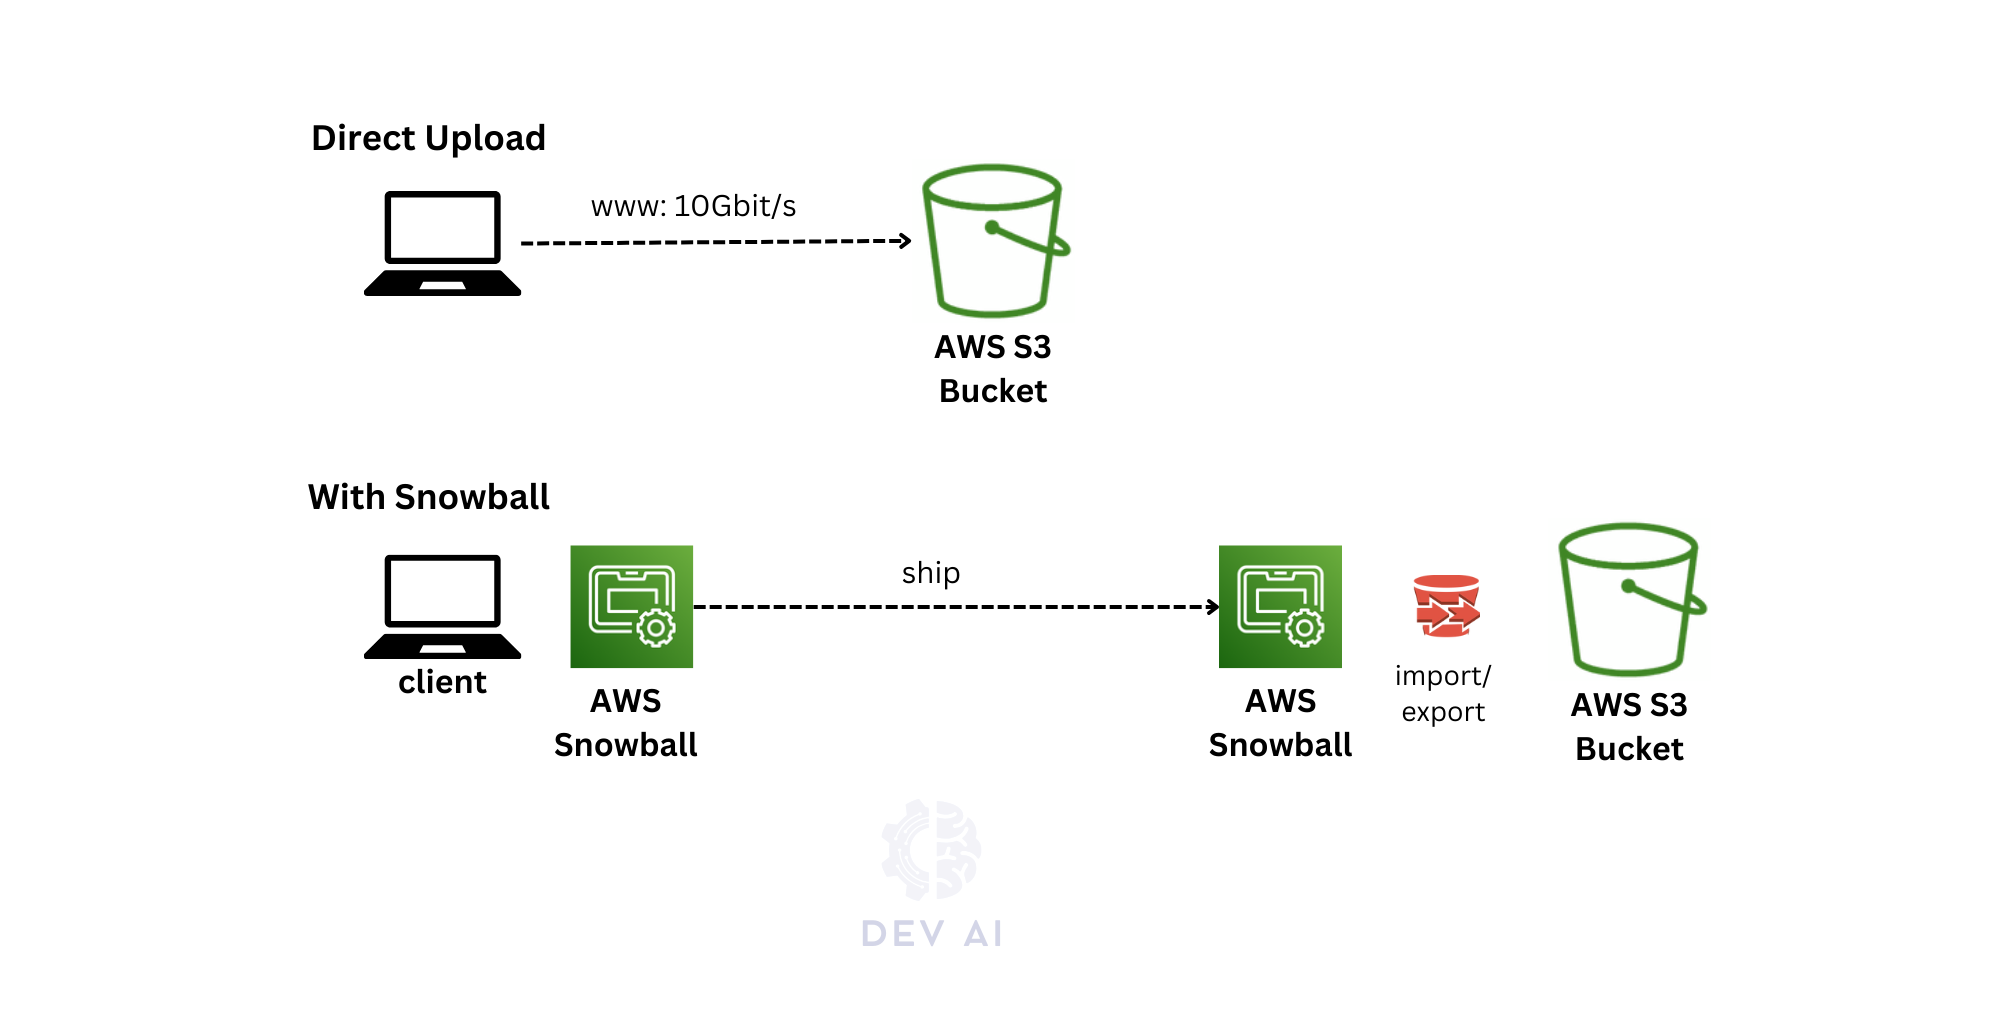 Direct Upload
www: 10Gbit/s
AWS S3
Bucket
With Snowball
ship
client
AWS
Snowball
AWS
Snowball
import/
export
AWS S3
Bucket
DEV AI